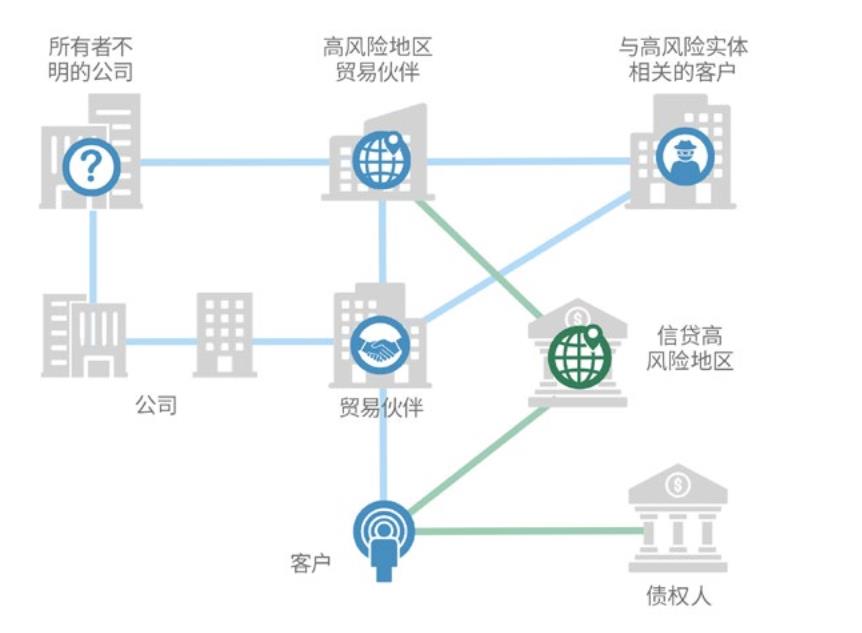 所有者不
明的公司
高风险地区
贸易伙伴
与高风险实体
相关的客户
?
$
信贷高
风险地区
公司
贸易伙伴
$
客户
债权人